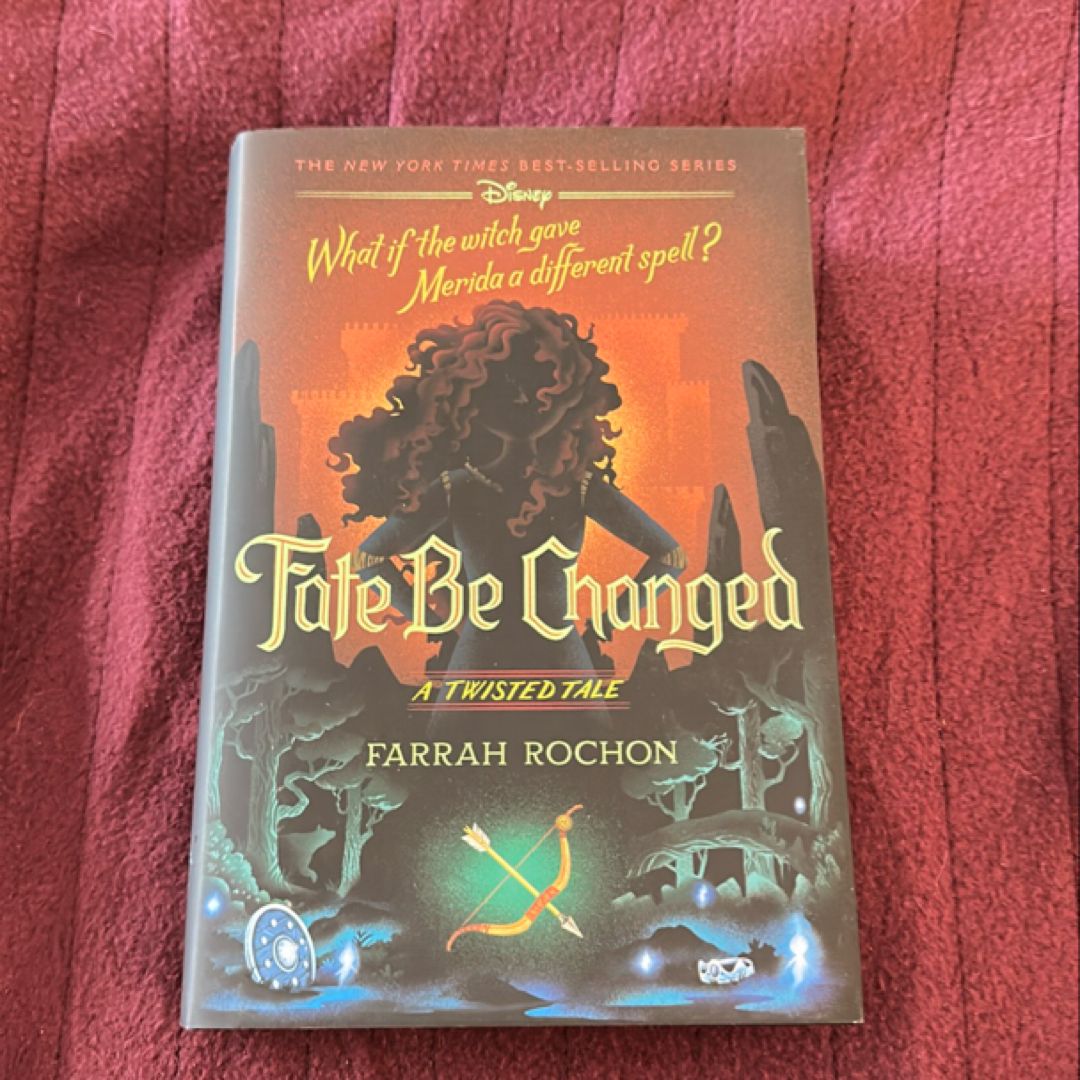 THE NEW YORK TIMES BEST-SELLING SERIES
Disney
What if the witch gave
Merida a different spell?
Fate Be Changed
A TWISTED TALE
FARRAH ROCHON